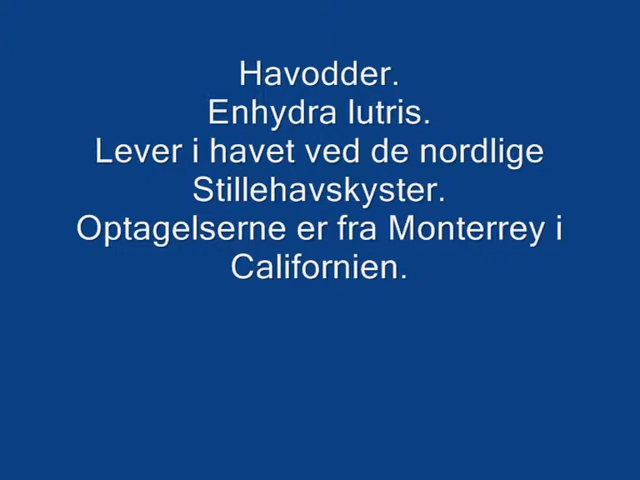 Havodder.
Enhydra lutris.
Lever i havet ved de nordlige
Stillehavskyster.
Optagelserne er fra Monterrey i
Californien.